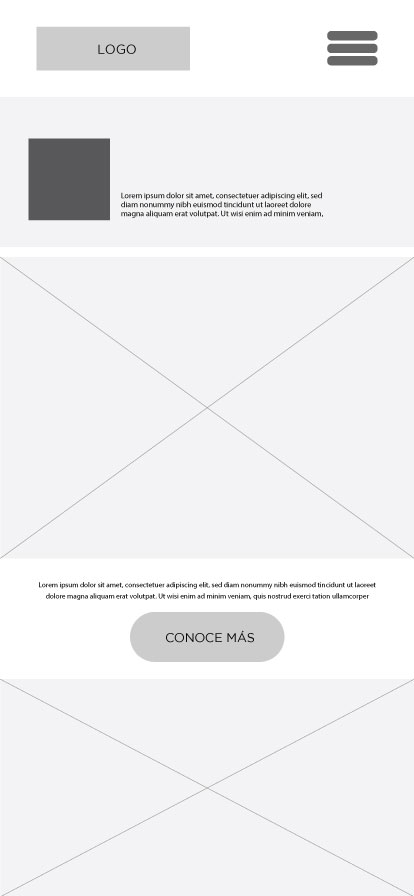 LOGO
Lorem ipsum dolor sit amet, consectetuer adipiscing elit, sed
diam nonummy nibh euismod tincidunt ut laoreet dolore
magna aliquam erat volutpat. Ut wisi enim ad minim veniam,
Lorem ipsum dolor sit amet, consectetuer adipiscing elit, sed diam nonummy nibh euismod tincidunt ut laoreet
dolore magna aliquam erat volutpat. Ut wisi enim ad minim veniam, quis nostrud exerci tation ullamcorper
CONOCE MÁS